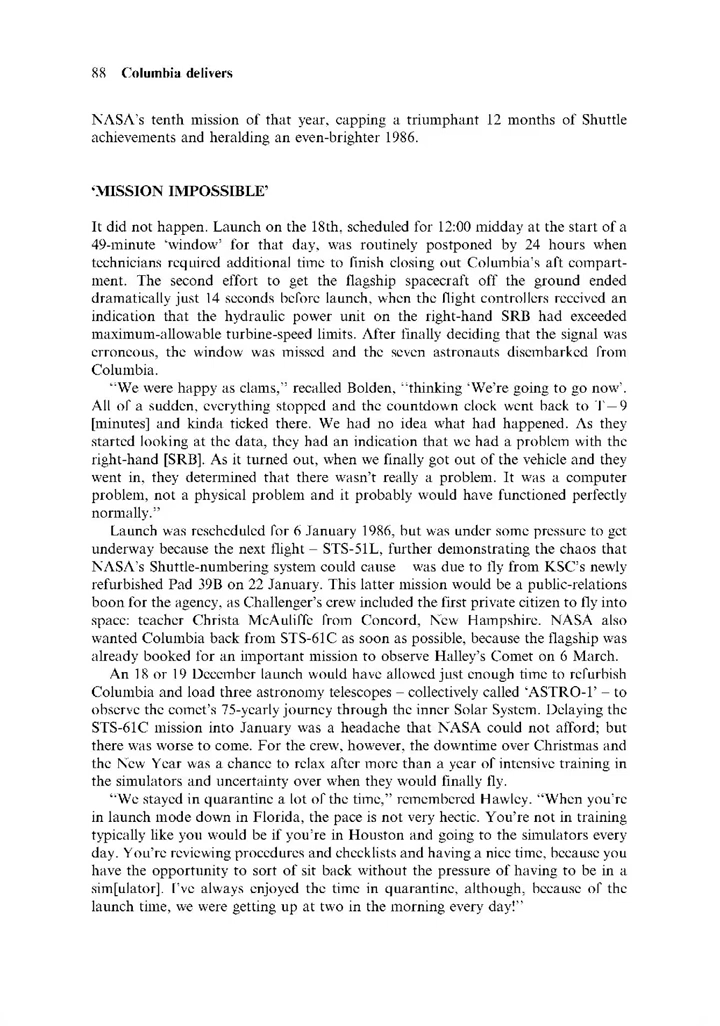 88 Columbia delivers
NASA's tenth mission of that year, capping a triumphant 12 months of Shuttle
achievements and heralding an even-brighter 1986.
'MISSION IMPOSSIBLE'
It did not happen. Launch on the 18th, scheduled for 12:00 midday at the start of a
49-minute 'window' for that day, was routinely postponed by 24 hours when
technicians required additional time to finish closing out Columbia's aft compart-
ment. The second effort to get the flagship spacecraft off the ground ended
dramatically just 14 seconds before launch, when the flight controllers received an
indication that the hydraulic power unit on the right-hand SRB had exceeded
maximum-allowable turbine-speed limits. After finally deciding that the signal was
erroneous, the window was missed and the seven astronauts disembarked from
Columbia.
"We were happy as clams," recalled Bolden, "thinking 'We're going to go now'.
All of a sudden, everything stopped and the countdown clock went back to T−9
[minutes] and kinda ticked there. We had no idea what had happened. As they
started looking at the data, they had an indication that we had a problem with the
right-hand [SRB]. As it turned out, when we finally got out of the vehicle and they
went in, they determined that there wasn't really a problem. It was a computer
problem, not a physical problem and it probably would have functioned perfectly
normally."
Launch was rescheduled for 6 January 1986, but was under some pressure to get
underway because the next flight – STS-51L, further demonstrating the chaos that
NASA's Shuttle-numbering system could cause was due to fly from KSC's newly
refurbished Pad 39B on 22 January. This latter mission would be a public-relations
boon for the agency, as Challenger's crew included the first private citizen to fly into
space: teacher Christa McAuliffe from Concord, New Hampshire. NASA also
wanted Columbia back from STS-61C as soon as possible, because the flagship was
already booked for an important mission to observe Halley's Comet on 6 March.
An 18 or 19 December launch would have allowed just enough time to refurbish
Columbia and load three astronomy telescopes – collectively called 'ASTRO-1' – to
observe the comet's 75-yearly journey through the inner Solar System. Delaying the
STS-61C mission into January was a headache that NASA could not afford; but
there was worse to come. For the crew, however, the downtime over Christmas and
the New Year was a chance to relax after more than a year of intensive training in
the simulators and uncertainty over when they would finally fly.
"We stayed in quarantine a lot of the time," remembered Hawley. "When you're
in launch mode down in Florida, the pace is not very hectic. You're not in training
typically like you would be if you're in Houston and going to the simulators every
day. You're reviewing procedures and checklists and having a nice time, because you
have the opportunity to sort of sit back without the pressure of having to be in a
sim[ulator]. I've always enjoyed the time in quarantine, although, because of the
launch time, we were getting up at two in the morning every day!"